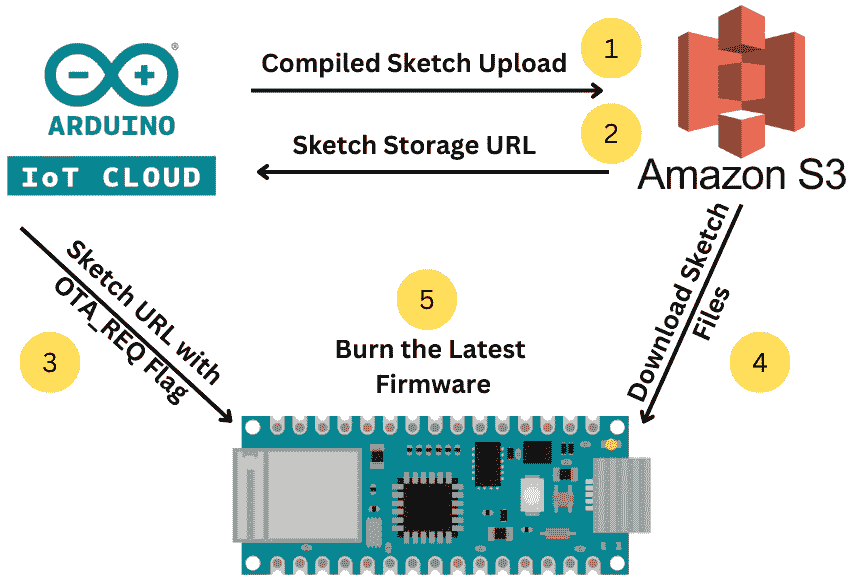 Compiled Sketch Upload
1
ARDUINO
®
Sketch Storage URL
2
IoT CLOUD
Amazon S3
Sketch URL with
OTA_REQ Flag
3
5
Burn the Latest
Firmware
Download Sketch
Files
4